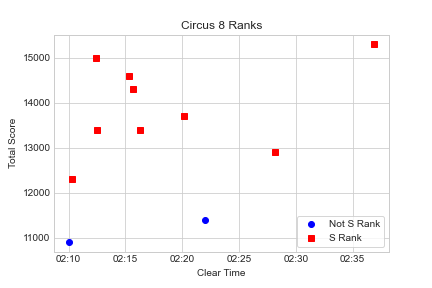 Circus 8 Ranks
Total Score
15000
14000
13000
12000
11000
Not S Rank
S Rank
02:10 02:15 02:20 02:25 02:30 02:35
Clear Time